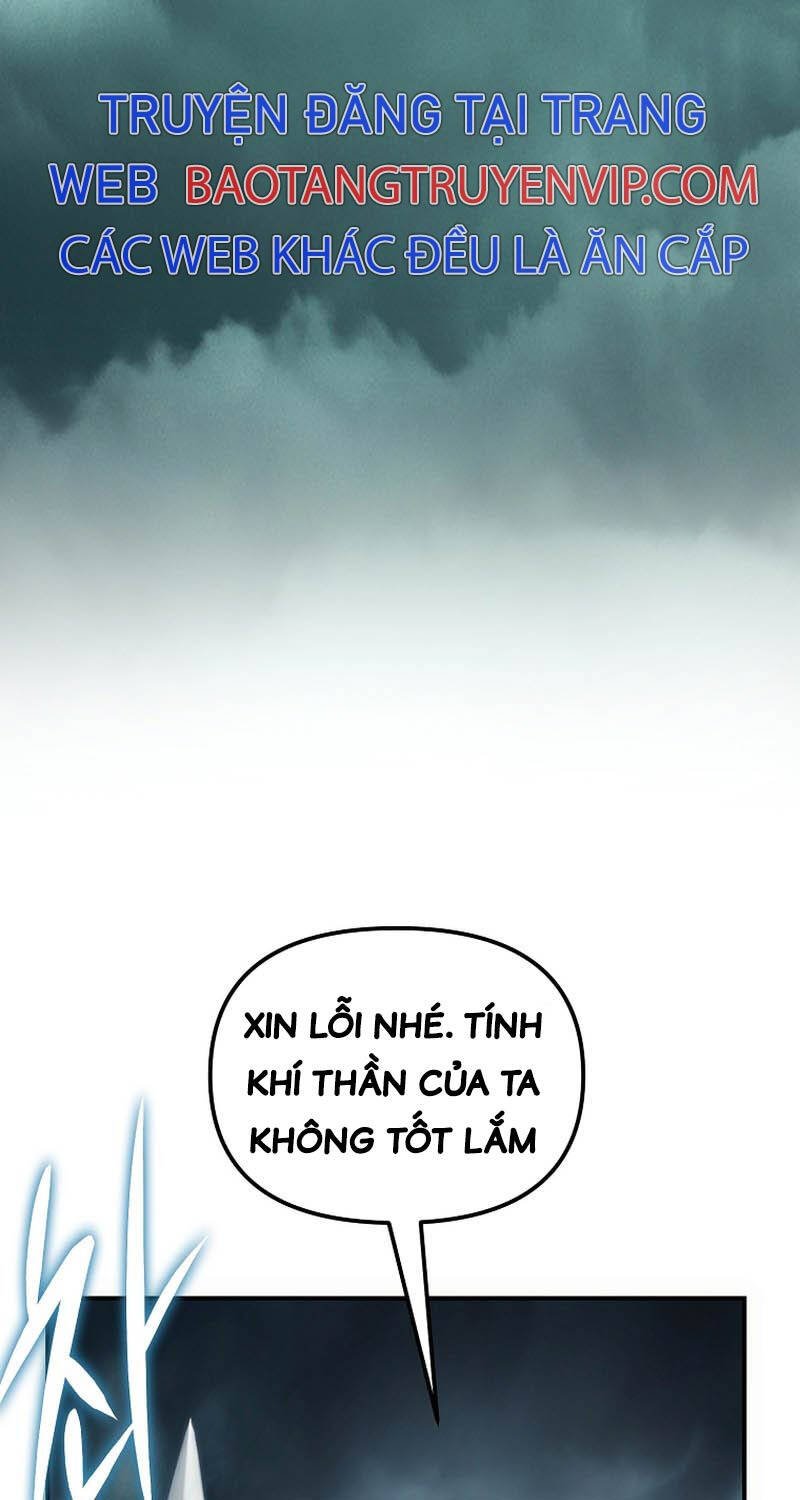 TRUYỆN ĐĂNG TẠI TRANG
WEB BAOTANGTRUYENVIP.COM
CÁC WEB KHÁC ĐỀU LÀ ĂN CẮP
XIN LỖI NHÉ. TÍNH
KHÍ THẦN CỦA TA
KHÔNG TỐT LẮM